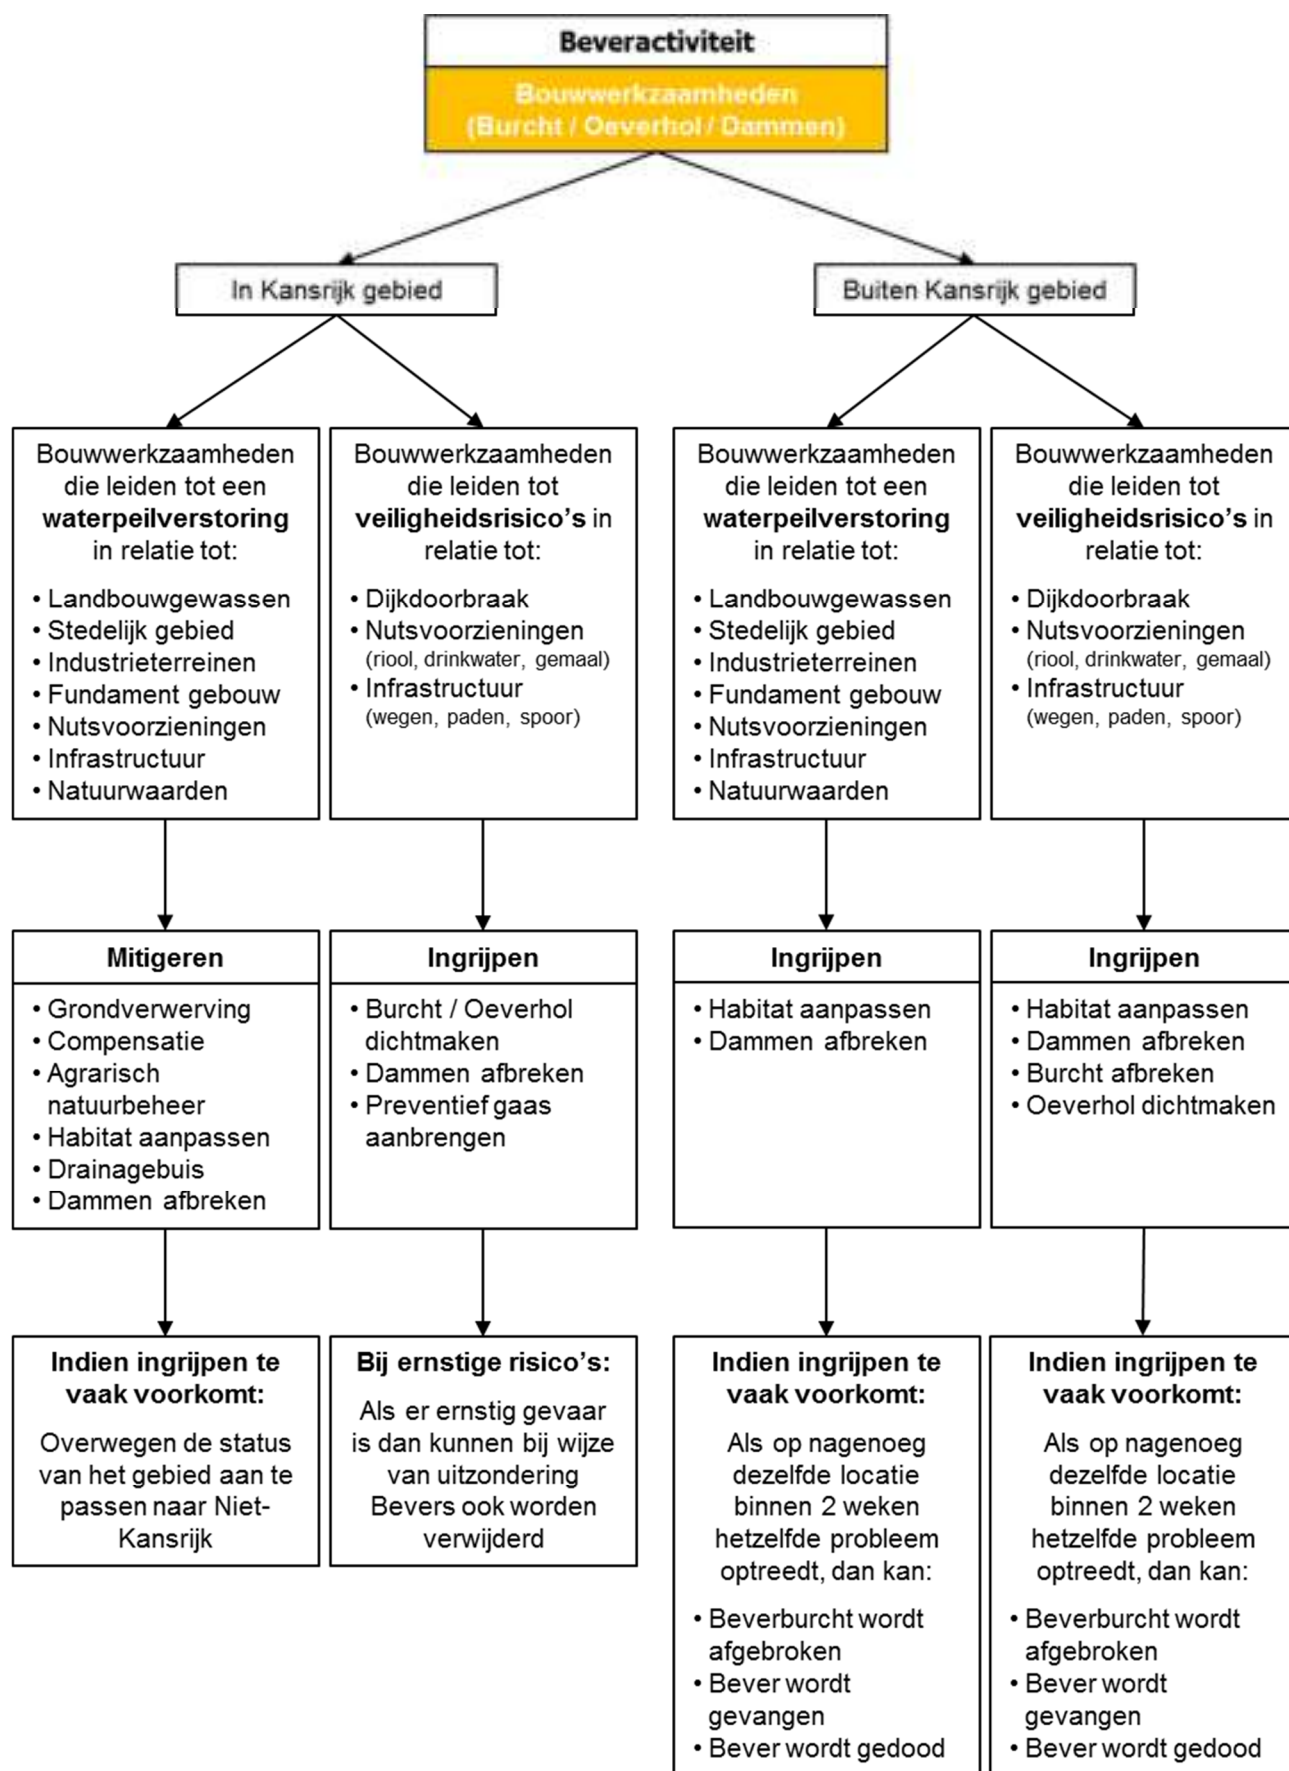 Beveractiviteit
Bouwwerkzaamheden
(Burcht / Oeverhol / Dammen)
In Kansrijk gebied
Buiten Kansrijk gebied
Bouwwerkzaamheden
die leiden tot een
waterpeilverstoring
in relatie tot:
• Landbouwgewassen
• Stedelijk gebied
• Industrieterreinen
• Fundament gebouw
• Nutsvoorzieningen
• Infrastructuur
• Natuurwaarden
Bouwwerkzaamheden
die leiden tot
veiligheidsrisico's in
relatie tot:
• Dijkdoorbraak
• Nutsvoorzieningen
(riool, drinkwater, gemaal)
• Infrastructuur
(wegen, paden, spoor)
Bouwwerkzaamheden
die leiden tot een
waterpeilverstoring
in relatie tot:
• Landbouwgewassen
• Stedelijk gebied
• Industrieterreinen
• Fundament gebouw
• Nutsvoorzieningen
• Infrastructuur
• Natuurwaarden
Bouwwerkzaamheden
die leiden tot
veiligheidsrisico's in
relatie tot:
• Dijkdoorbraak
• Nutsvoorzieningen
(riool, drinkwater, gemaal)
• Infrastructuur
(wegen, paden, spoor)
Mitigeren
• Grondverwerving
• Compensatie
• Agrarisch
natuurbeheer
• Habitat aanpassen
• Drainagebuis
• Dammen afbreken
Ingrijpen
• Burcht / Oeverhol
dichtmaken
• Dammen afbreken
• Preventief gaas
aanbrengen
Ingrijpen
• Habitat aanpassen
• Dammen afbreken
Ingrijpen
• Habitat aanpassen
• Dammen afbreken
• Burcht afbreken
• Oeverhol dichtmaken
Indien ingrijpen te
vaak voorkomt:
Overwegen de status
van het gebied aan te
passen naar Niet-
Kansrijk
Bij ernstige risico's:
Als er ernstig gevaar
is dan kunnen bij wijze
van uitzondering
Bevers ook worden
verwijderd
Indien ingrijpen te
vaak voorkomt:
Als op nagenoeg
dezelfde locatie
binnen 2 weken
hetzelfde probleem
optreedt, dan kan:
• Beverburcht wordt
afgebroken
• Bever wordt
gevangen
• Bever wordt gedood
Indien ingrijpen te
vaak voorkomt:
Als op nagenoeg
dezelfde locatie
binnen 2 weken
hetzelfde probleem
optreedt, dan kan:
• Beverburcht wordt
afgebroken
• Bever wordt
gevangen
• Bever wordt gedood